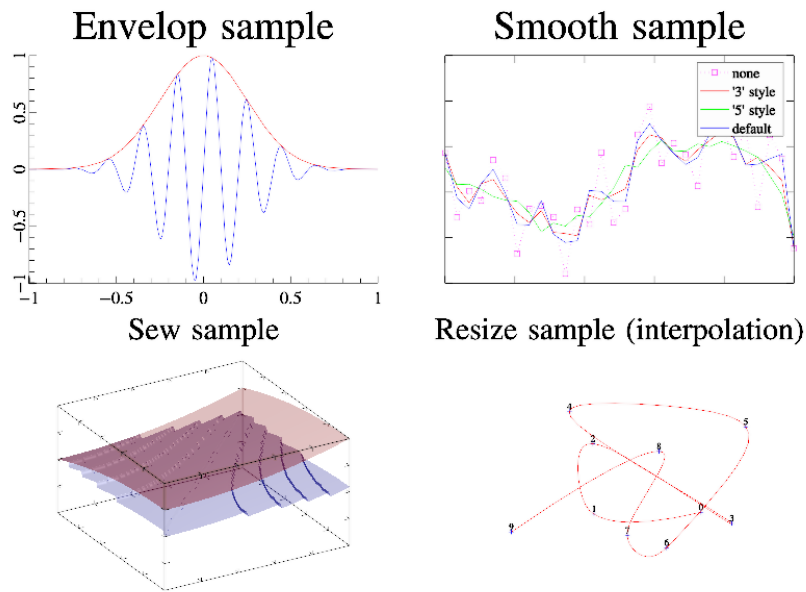 Envelop sample
1
0.5
0
−0.5
−1
−1
−0.5
0
0.5
1
Smooth sample
none
'3' style
'5' style
default
Sew sample
Resize sample (interpolation)
4
5
2
8
0
1
3
9
7
6